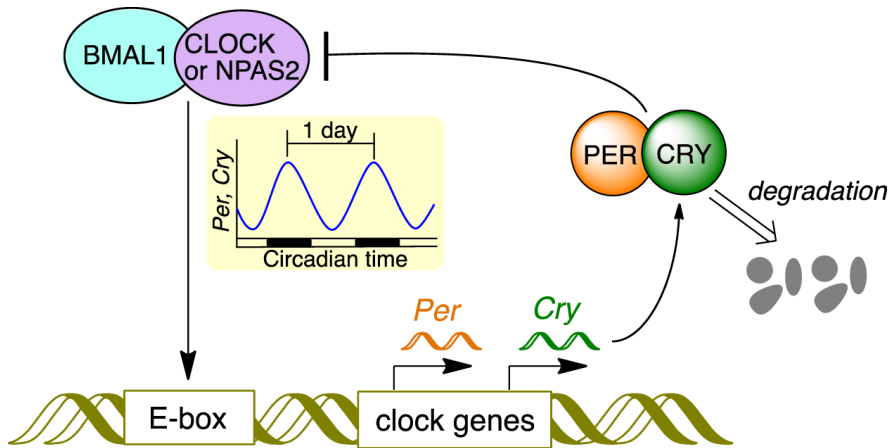 BMAL1
CLOCK
or NPAS2
1 day
Per, Cry
Circadian time
PER
CRY
degradation
Per
Cry
E-box
clock genes